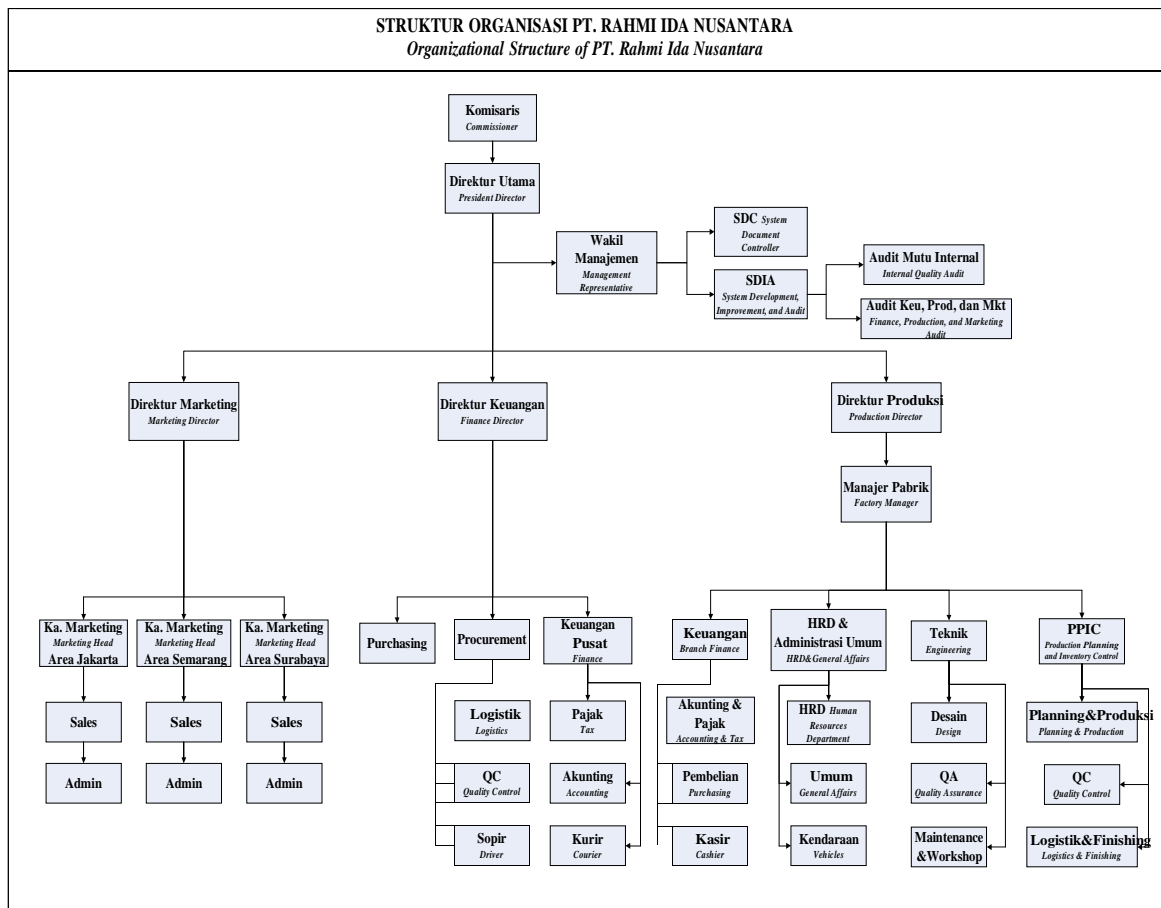 STRUKTUR ORGANISASI PT. RAHMI IDA NUSANTARA
Organizational Structure of PT. Rahmi Ida Nusantara
Komisaris
Commissioner
Direktur Utama
President Director
Wakil
Manajemen
Management
Representative
SDC System
Document
Controller
SDIA
System Development,
Improvement, and Audit
Audit Mutu Internal
Internal Quality Audit
Audit Keu, Prod, dan Mkt
Finance, Production, and Marketing
Audit
Direktur Marketing
Marketing Director
Direktur Keuangan
Finance Director
Direktur Produksi
Production Director
Manajer Pabrik
Factory Manager
Ka. Marketing
Marketing Head
Area Jakarta
Ka. Marketing
Marketing Head
Area Semarang
Ka. Marketing
Marketing Head
Area Surabaya
Purchasing
Procurement
Keuangan
Pusat
Finance
Keuangan
Branch Finance
HRD &
Administrasi Umum
HRD&General Affairs
Teknik
Engineering
PPIC
Production Planning
and Inventory Control
Sales
Sales
Sales
Logistik
Logistics
Pajak
Tax
Akunting &
Pajak
Accounting & Tax
HRD Human
Resources
Department
Desain
Design
Planning&Produksi
Planning & Production
Admin
Admin
Admin
QC
Quality Control
Akunting
Accounting
Pembelian
Purchasing
Umum
General Affairs
QA
Quality Assurance
QC
Quality Control
Sopir
Driver
Kurir
Courier
Kasir
Cashier
Kendaraan
Vehicles
Maintenance
&Workshop
Logistik&Finishing
Logistics & Finishing